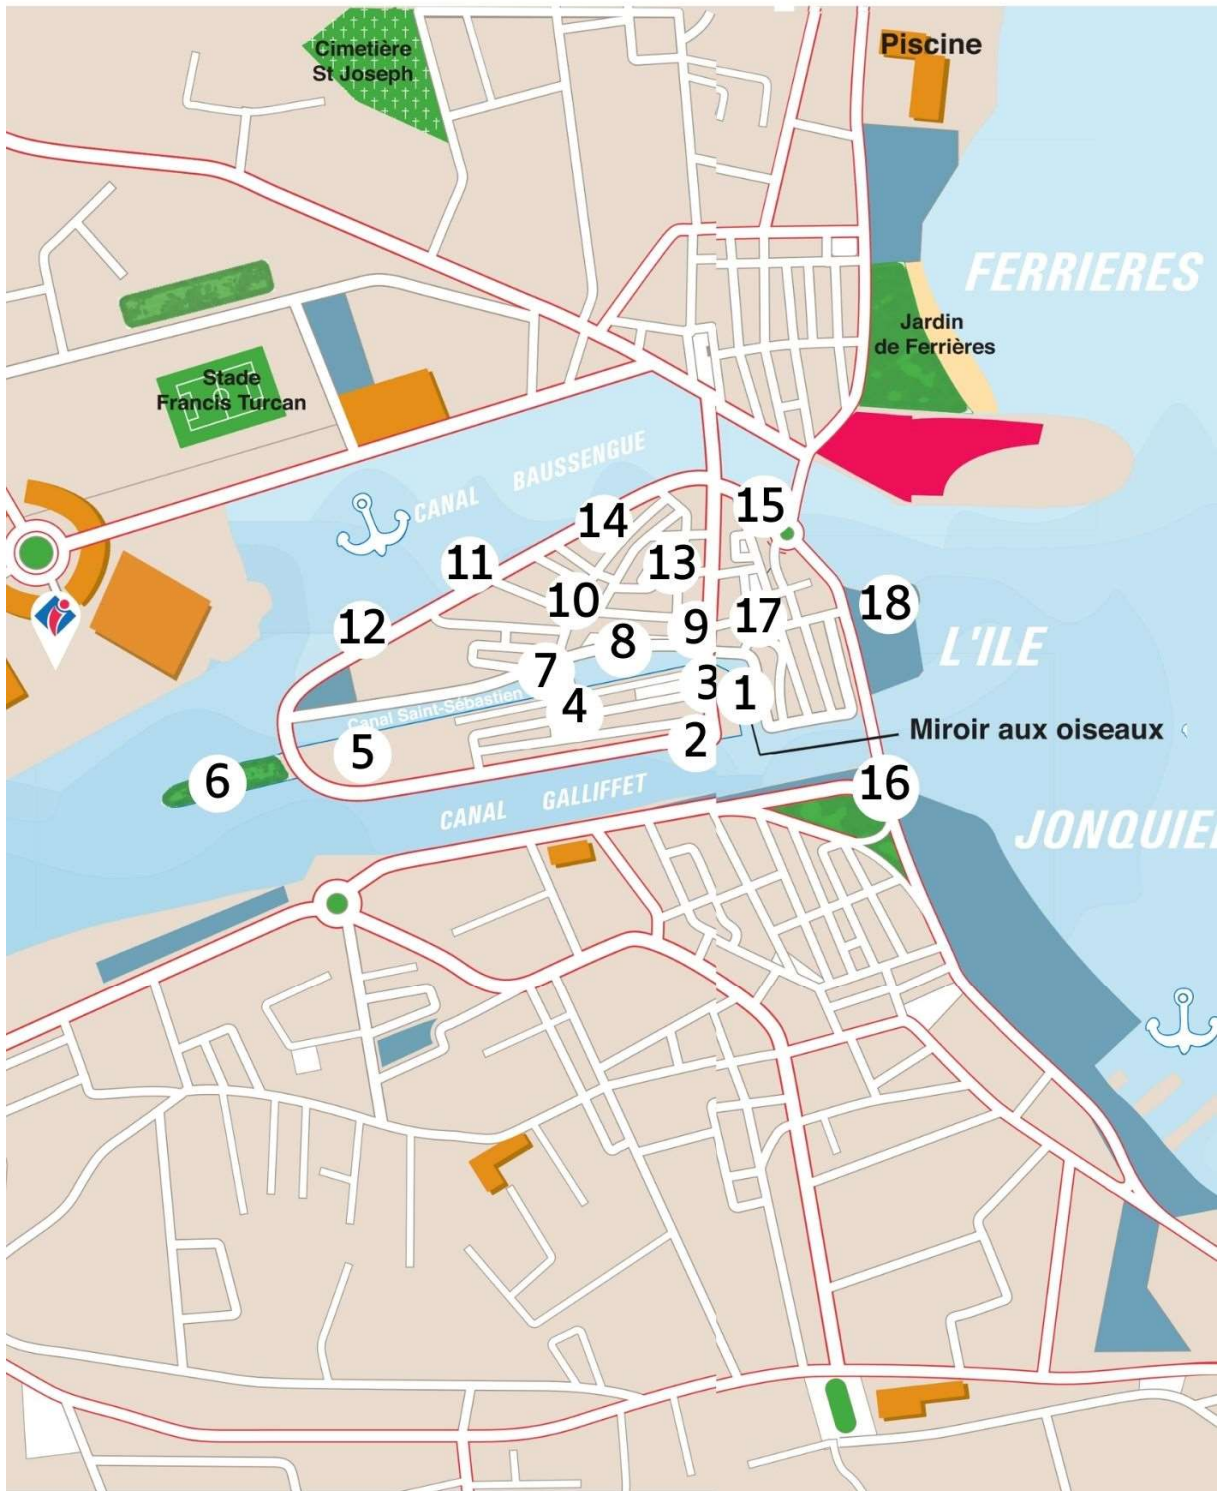 Cimetière
St Joseph
Piscine
FERRIERES
Jardin
de Ferrières
Stade
Francis Turcan
CANAL BAUSSENGUE
15
14
13
11
10
18
12
17
9
8
L'ILE
7
3
1
4
Canal Saint-Sébastien
2
Miroir aux oiseaux
5
6
16
CANAL GALLIFFET
JONQUIE